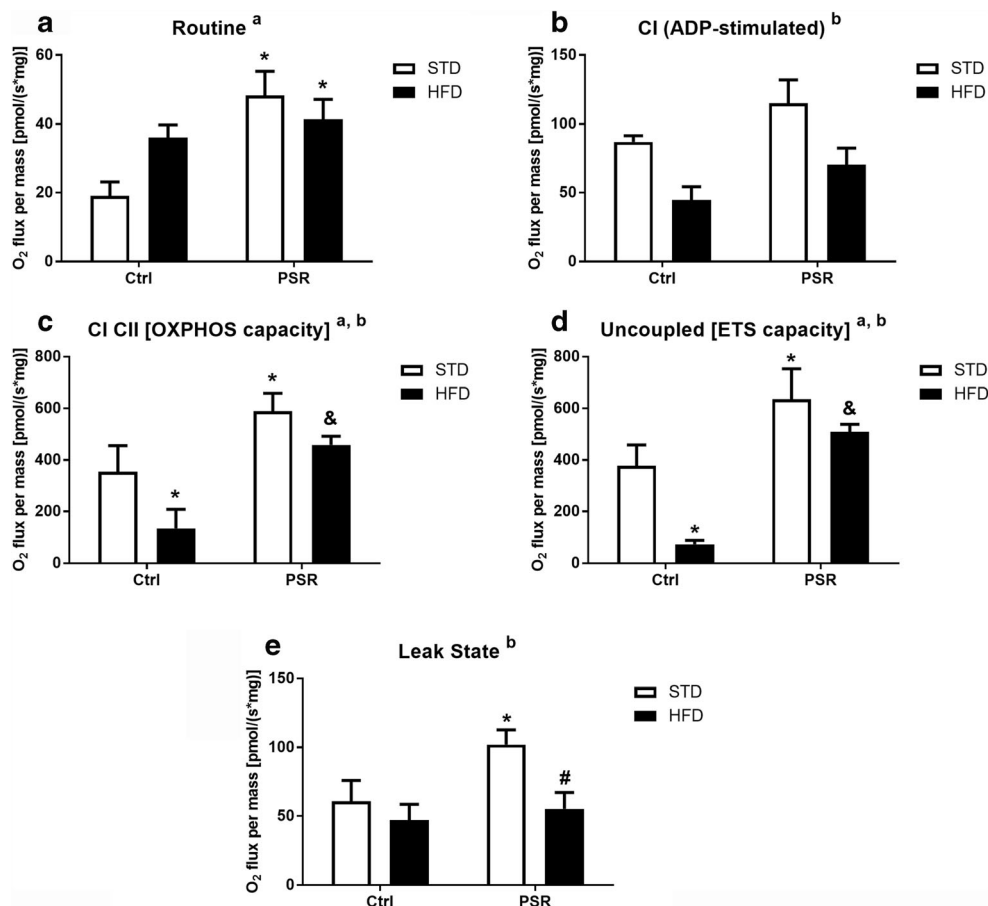 a
Routine a
O2 flux per mass [pmol/(s*mg)]
60
40
20
0
* *
Ctrl PSR
STD
HFD
b
CI (ADP-stimulated) b
O2 flux per mass [pmol/(s*mg)]
150
100
50
0
Ctrl PSR
STD
HFD
c
CI CII [OXPHOS capacity] a, b
O2 flux per mass [pmol/(s*mg)]
800
600
400
200
0
* * &
Ctrl PSR
STD
HFD
d
Uncoupled [ETS capacity] a, b
O2 flux per mass [pmol/(s*mg)]
800
600
400
200
0
* * &
Ctrl PSR
STD
HFD
e
Leak State b
O2 flux per mass [pmol/(s*mg)]
150
100
50
0
* #
Ctrl PSR
STD
HFD